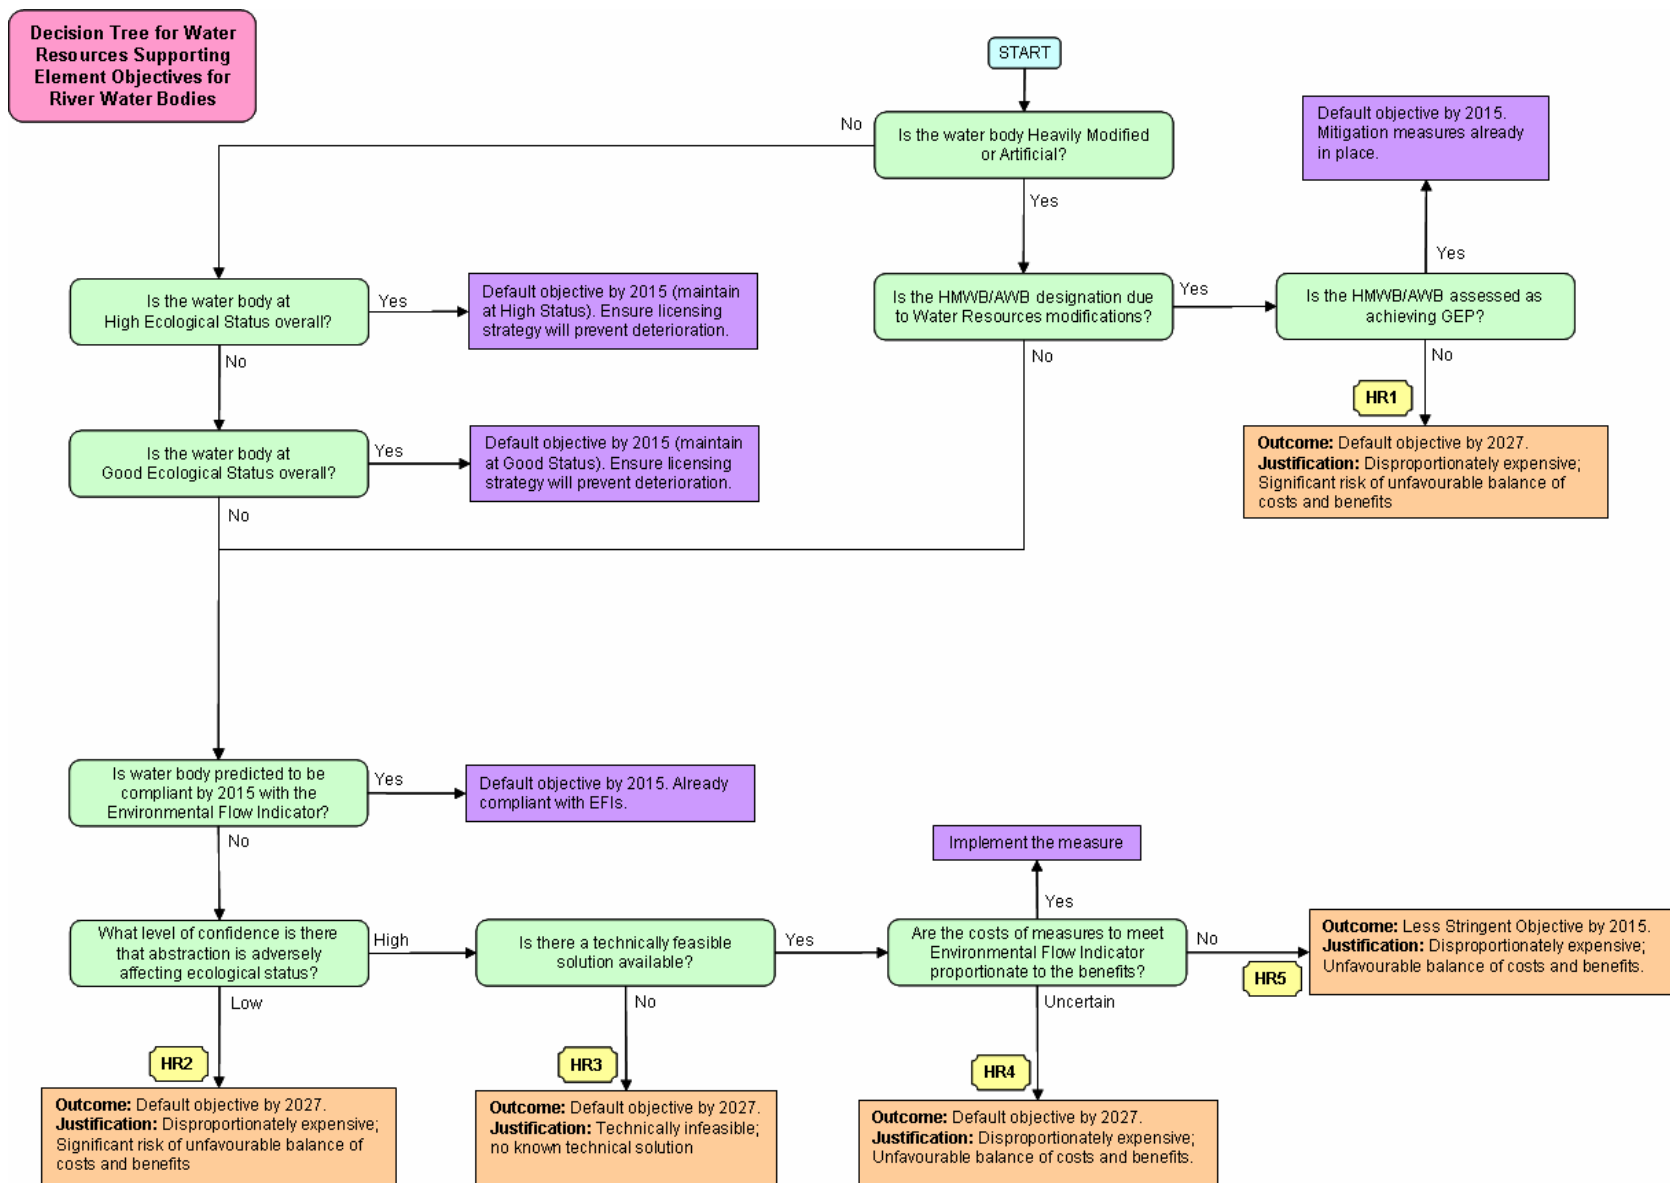 Decision Tree for Water
Resources Supporting
Element Objectives for
River Water Bodies
START
Is the water body Heavily Modified
or Artificial?
No
Yes
Default objective by 2015.
Mitigation measures already
in place.
Yes
Is the water body at
High Ecological Status overall?
Yes
Default objective by 2015 (maintain
at High Status). Ensure licensing
strategy will prevent deterioration.
Is the HMWB/AWB designation due
to Water Resources modifications?
Yes
Is the HMWB/AWB assessed as
achieving GEP?
No
No
No
HR1
Is the water body at
Good Ecological Status overall?
Yes
Default objective by 2015 (maintain
at Good Status). Ensure licensing
strategy will prevent deterioration.
Outcome: Default objective by 2027.
Justification: Disproportionately expensive;
Significant risk of unfavourable balance of
costs and benefits
No
Is water body predicted to be
compliant by 2015 with the
Environmental Flow Indicator?
Yes
Default objective by 2015. Already
compliant with EFIs.
No
Implement the measure
Yes
What level of confidence is there
that abstraction is adversely
affecting ecological status?
High
Is there a technically feasible
solution available?
Yes
Are the costs of measures to meet
Environmental Flow Indicator
proportionate to the benefits?
No
HR5
Outcome: Less Stringent Objective by 2015.
Justification: Disproportionately expensive;
Unfavourable balance of costs and benefits.
Low
No
Uncertain
HR2
HR3
HR4
Outcome: Default objective by 2027.
Justification: Disproportionately expensive;
Significant risk of unfavourable balance of
costs and benefits
Outcome: Default objective by 2027.
Justification: Technically infeasible;
no known technical solution
Outcome: Default objective by 2027.
Justification: Disproportionately expensive;
Unfavourable balance of costs and benefits.